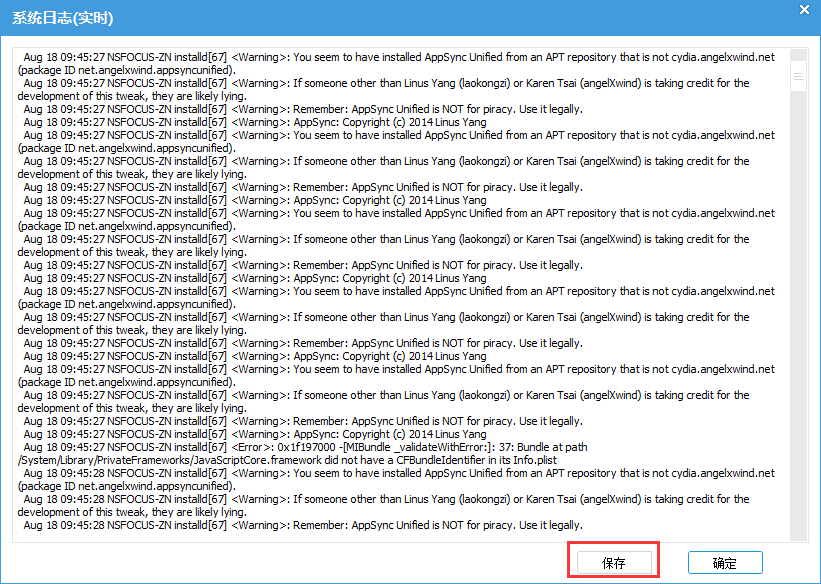 系统日志(实时)
Aug 18 09:45:27 NSFOCUS-ZN installd[67] <Warning>: You seem to have installed AppSync Unified from an APT repository that is not cydia.angelxwind.net
(package ID net.angelxwind.appsyncunified).
Aug 18 09:45:27 NSFOCUS-ZN installd[67] <Warning>: If someone other than Linus Yang (laokongzi) or Karen Tsai (angelXwind) is taking credit for the
development of this tweak, they are likely lying.
Aug 18 09:45:27 NSFOCUS-ZN installd[67] <Warning>: Remember: AppSync Unified is NOT for piracy. Use it legally.
Aug 18 09:45:27 NSFOCUS-ZN installd[67] <Warning>: AppSync: Copyright (c) 2014 Linus Yang
Aug 18 09:45:27 NSFOCUS-ZN installd[67] <Warning>: You seem to have installed AppSync Unified from an APT repository that is not cydia.angelxwind.net
(package ID net.angelxwind.appsyncunified).
Aug 18 09:45:27 NSFOCUS-ZN installd[67] <Warning>: If someone other than Linus Yang (laokongzi) or Karen Tsai (angelXwind) is taking credit for the
development of this tweak, they are likely lying.
Aug 18 09:45:27 NSFOCUS-ZN installd[67] <Warning>: Remember: AppSync Unified is NOT for piracy. Use it legally.
Aug 18 09:45:27 NSFOCUS-ZN installd[67] <Warning>: AppSync: Copyright (c) 2014 Linus Yang
Aug 18 09:45:27 NSFOCUS-ZN installd[67] <Warning>: You seem to have installed AppSync Unified from an APT repository that is not cydia.angelxwind.net
(package ID net.angelxwind.appsyncunified).
Aug 18 09:45:27 NSFOCUS-ZN installd[67] <Warning>: If someone other than Linus Yang (laokongzi) or Karen Tsai (angelXwind) is taking credit for the
development of this tweak, they are likely lying.
Aug 18 09:45:27 NSFOCUS-ZN installd[67] <Warning>: Remember: AppSync Unified is NOT for piracy. Use it legally.
Aug 18 09:45:27 NSFOCUS-ZN installd[67] <Warning>: AppSync: Copyright (c) 2014 Linus Yang
Aug 18 09:45:27 NSFOCUS-ZN installd[67] <Warning>: You seem to have installed AppSync Unified from an APT repository that is not cydia.angelxwind.net
(package ID net.angelxwind.appsyncunified).
Aug 18 09:45:27 NSFOCUS-ZN installd[67] <Warning>: If someone other than Linus Yang (laokongzi) or Karen Tsai (angelXwind) is taking credit for the
development of this tweak, they are likely lying.
Aug 18 09:45:27 NSFOCUS-ZN installd[67] <Warning>: Remember: AppSync Unified is NOT for piracy. Use it legally.
Aug 18 09:45:27 NSFOCUS-ZN installd[67] <Warning>: AppSync: Copyright (c) 2014 Linus Yang
Aug 18 09:45:27 NSFOCUS-ZN installd[67] <Warning>: You seem to have installed AppSync Unified from an APT repository that is not cydia.angelxwind.net
(package ID net.angelxwind.appsyncunified).
Aug 18 09:45:27 NSFOCUS-ZN installd[67] <Warning>: If someone other than Linus Yang (laokongzi) or Karen Tsai (angelXwind) is taking credit for the
development of this tweak, they are likely lying.
Aug 18 09:45:27 NSFOCUS-ZN installd[67] <Warning>: Remember: AppSync Unified is NOT for piracy. Use it legally.
Aug 18 09:45:27 NSFOCUS-ZN installd[67] <Warning>: AppSync: Copyright (c) 2014 Linus Yang
Aug 18 09:45:27 NSFOCUS-ZN installd[67] <Error>: 0x1f197000 -[MIBundle _validateWithError:]: 37: Bundle at path
/System/Library/PrivateFrameworks/JavaScriptCore.framework did not have a CFBundleIdentifier in its Info.plist
Aug 18 09:45:28 NSFOCUS-ZN installd[67] <Warning>: You seem to have installed AppSync Unified from an APT repository that is not cydia.angelxwind.net
(package ID net.angelxwind.appsyncunified).
Aug 18 09:45:28 NSFOCUS-ZN installd[67] <Warning>: If someone other than Linus Yang (laokongzi) or Karen Tsai (angelXwind) is taking credit for the
development of this tweak, they are likely lying.
Aug 18 09:45:28 NSFOCUS-ZN installd[67] <Warning>: Remember: AppSync Unified is NOT for piracy. Use it legally.
保存
确定